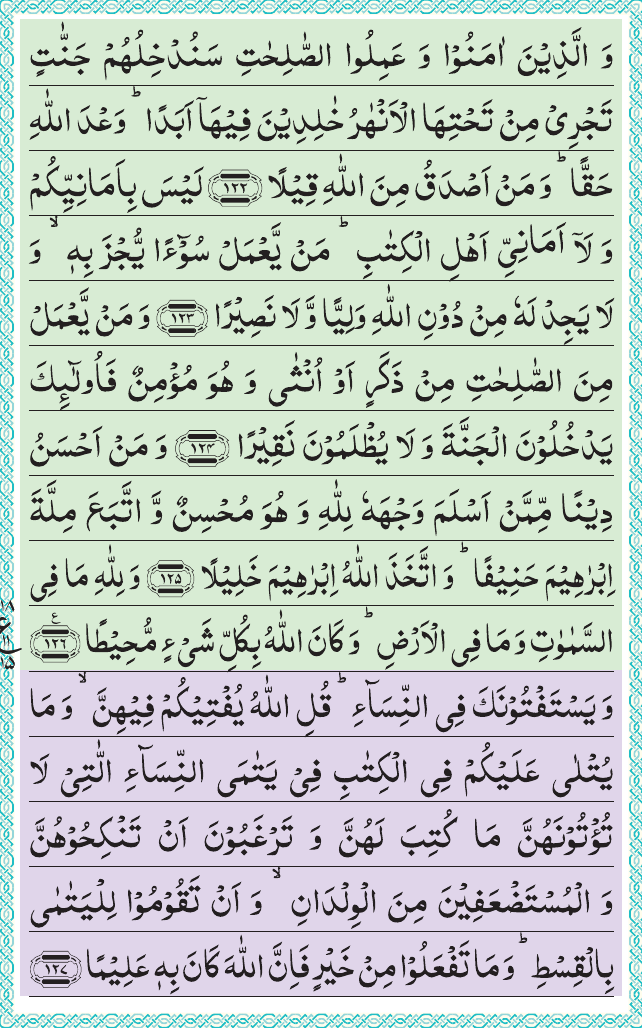 وَ الَّذِیۡنَ اٰمَنُوۡا وَ عَمِلُوا الصّٰلِحٰتِ سَنُدۡخِلُهُمۡ جَنّٰتٍ
تَجۡرِیۡ مِنۡ تَحۡتِهَا الۡاَنۡهٰرُ خٰلِدِیۡنَ فِیۡهَاۤ اَبَدًا ؕ وَعۡدَ اللّٰهِ
حَقًّا ؕ وَ مَنۡ اَصۡدَقُ مِنَ اللّٰهِ قِیۡلًا ﴿۱۲۲﴾ لَیۡسَ بِاَمَانِیِّكُمۡ
وَ لَاۤ اَمَانِیِّ اَهۡلِ الۡكِتٰبِ ؕ مَنۡ یَّعۡمَلۡ سُوۡٓءًا یُّجۡزَ بِهٖ ۙ وَ
لَا یَجِدۡ لَهٗ مِنۡ دُوۡنِ اللّٰهِ وَلِیًّا وَّ لَا نَصِیۡرًا ﴿۱۲۳﴾ وَ مَنۡ یَّعۡمَلۡ
مِنَ الصّٰلِحٰتِ مِنۡ ذَكَرٍ اَوۡ اُنۡثٰی وَ هُوَ مُؤۡمِنٌ فَاُولٰٓئِكَ
یَدۡخُلُوۡنَ الۡجَنَّةَ وَ لَا یُظۡلَمُوۡنَ نَقِیۡرًا ﴿۱۲۴﴾ وَ مَنۡ اَحۡسَنُ
دِیۡنًا مِّمَّنۡ اَسۡلَمَ وَجۡهَهٗ لِلّٰهِ وَ هُوَ مُحۡسِنٌ وَّ اتَّبَعَ مِلَّةَ
اِبۡرٰهِیۡمَ حَنِیۡفًا ؕ وَ اتَّخَذَ اللّٰهُ اِبۡرٰهِیۡمَ خَلِیۡلًا ﴿۱۲۵﴾ وَ لِلّٰهِ مَا فِی
السَّمٰوٰتِ وَ مَا فِی الۡاَرۡضِ ؕ وَ كَانَ اللّٰهُ بِكُلِّ شَیۡءٍ مُّحِیۡطًا ﴿۱۲۶﴾ ع
وَ یَسۡتَفۡتُوۡنَكَ فِی النِّسَآءِ ؕ قُلِ اللّٰهُ یُفۡتِیۡكُمۡ فِیۡهِنَّ ۙ وَ مَا
یُتۡلٰی عَلَیۡكُمۡ فِی الۡكِتٰبِ فِیۡ یَتٰمَی النِّسَآءِ الّٰتِیۡ لَا
تُؤۡتُوۡنَهُنَّ مَا كُتِبَ لَهُنَّ وَ تَرۡغَبُوۡنَ اَنۡ تَنۡكِحُوۡهُنَّ
وَ الۡمُسۡتَضۡعَفِیۡنَ مِنَ الۡوِلۡدَانِ ۙ وَ اَنۡ تَقُوۡمُوۡا لِلۡیَتٰمٰی
بِالۡقِسۡطِ ؕ وَ مَا تَفۡعَلُوۡا مِنۡ خَیۡرٍ فَاِنَّ اللّٰهَ كَانَ بِهٖ عَلِیۡمًا ﴿۱۲۷﴾